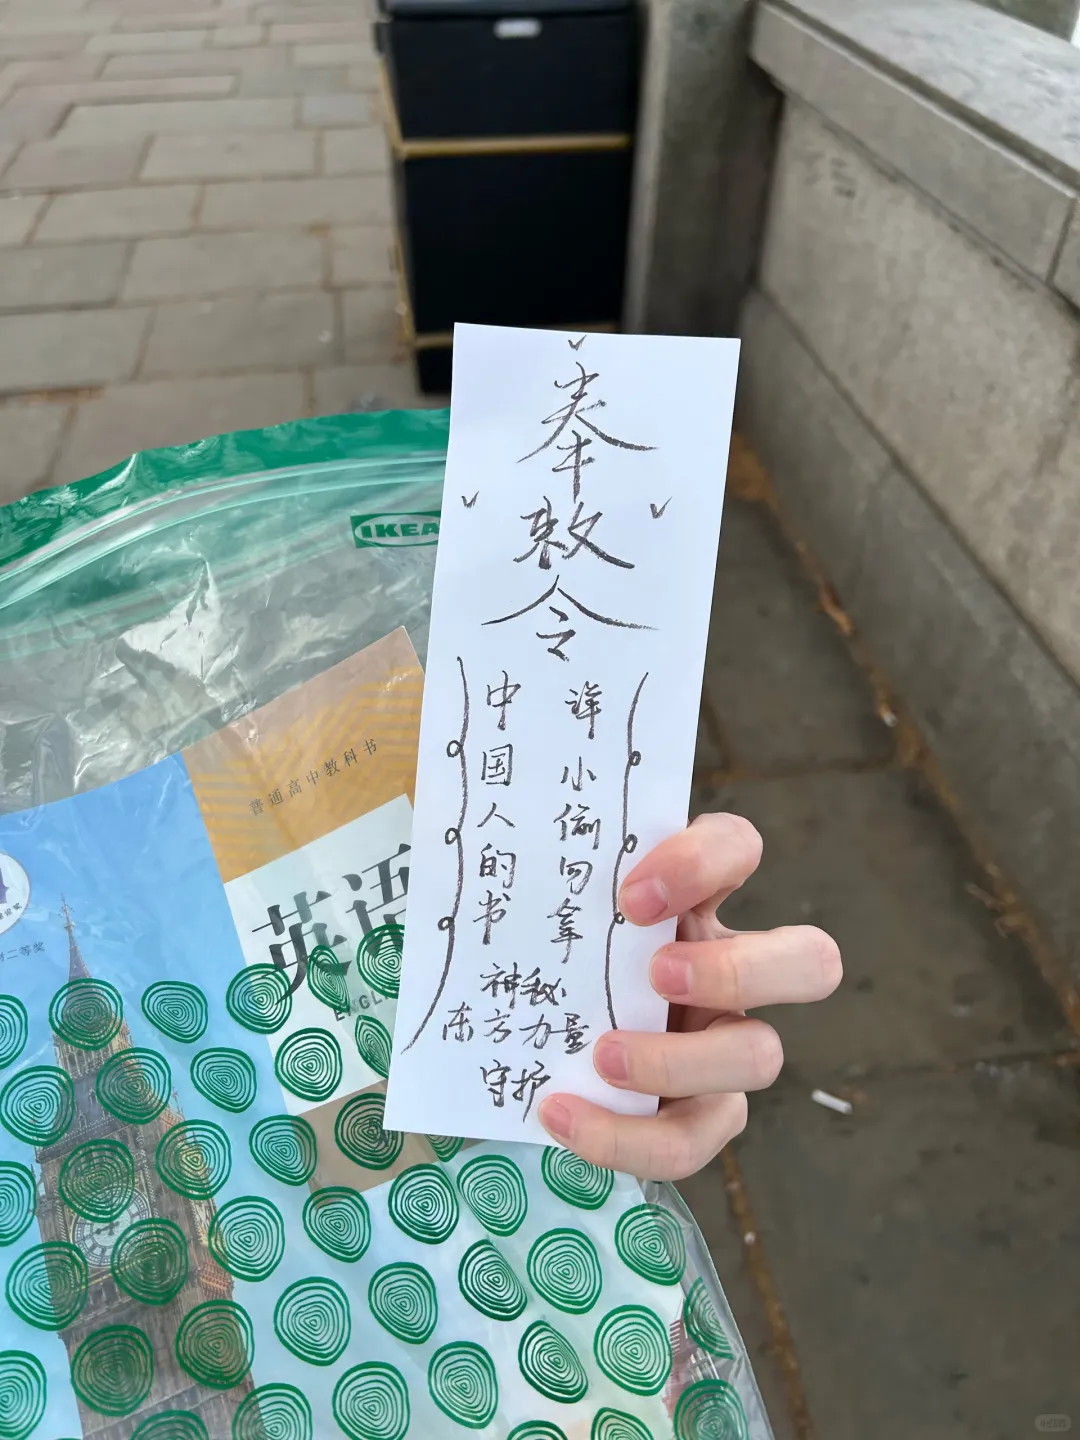 奉
敕
令
中国人的书
洋小偷勿拿
神秘
东方力量
守护
IKEA
普通高中教科书
英语